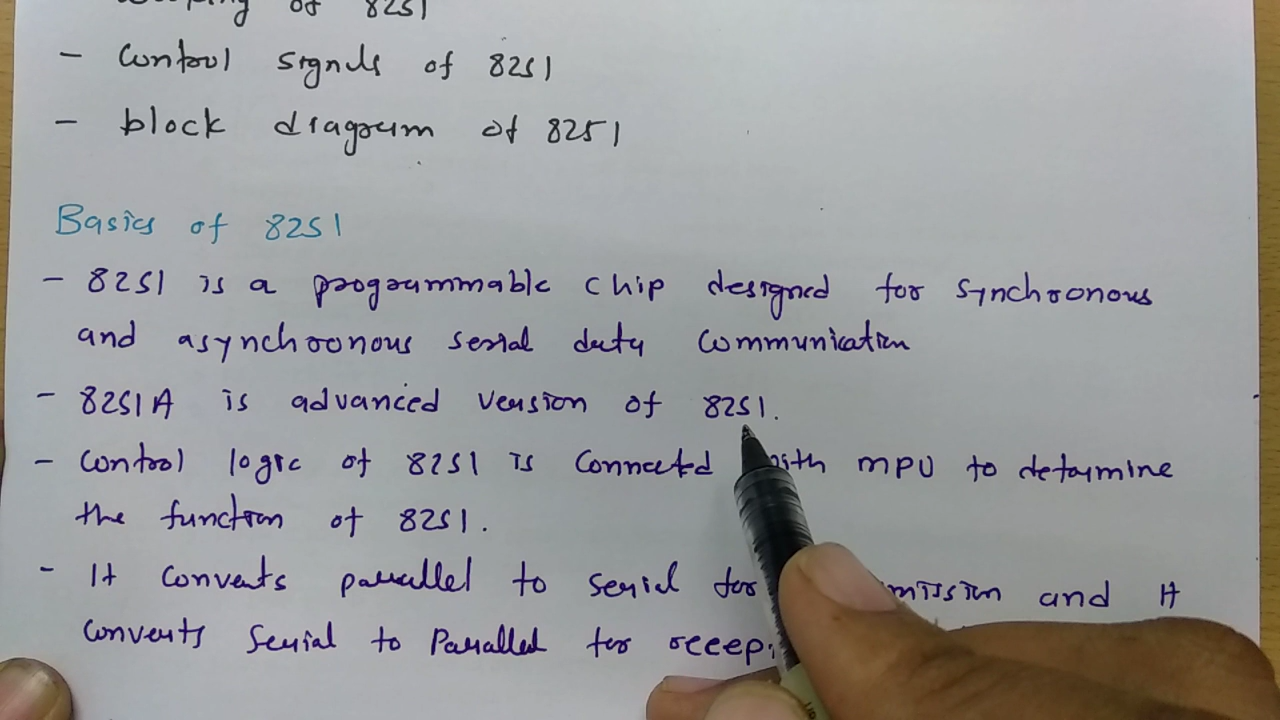 of 8251
- Control signals of 8251
- block diagram of 8251
Basics of 8251
- 8251 is a programmable chip designed for synchronous
and asynchronous serial data communication
- 8251A is advanced version of 8251.
- Control logic of 8251 is connected with MPU to determine
the function of 8251.
- It converts parallel to serial for and it
converts serial to parallel for